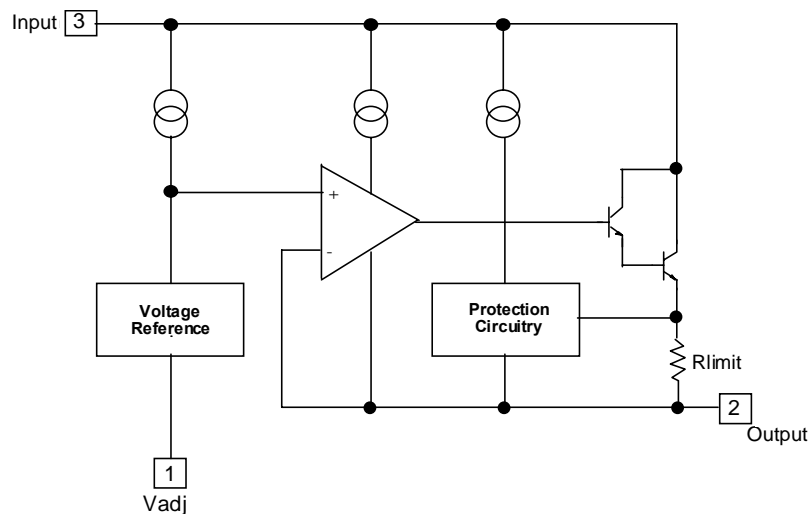 Input 3
+
-
Voltage
Reference
Protection
Circuitry
Rlimit
2
Output
1
Vadj